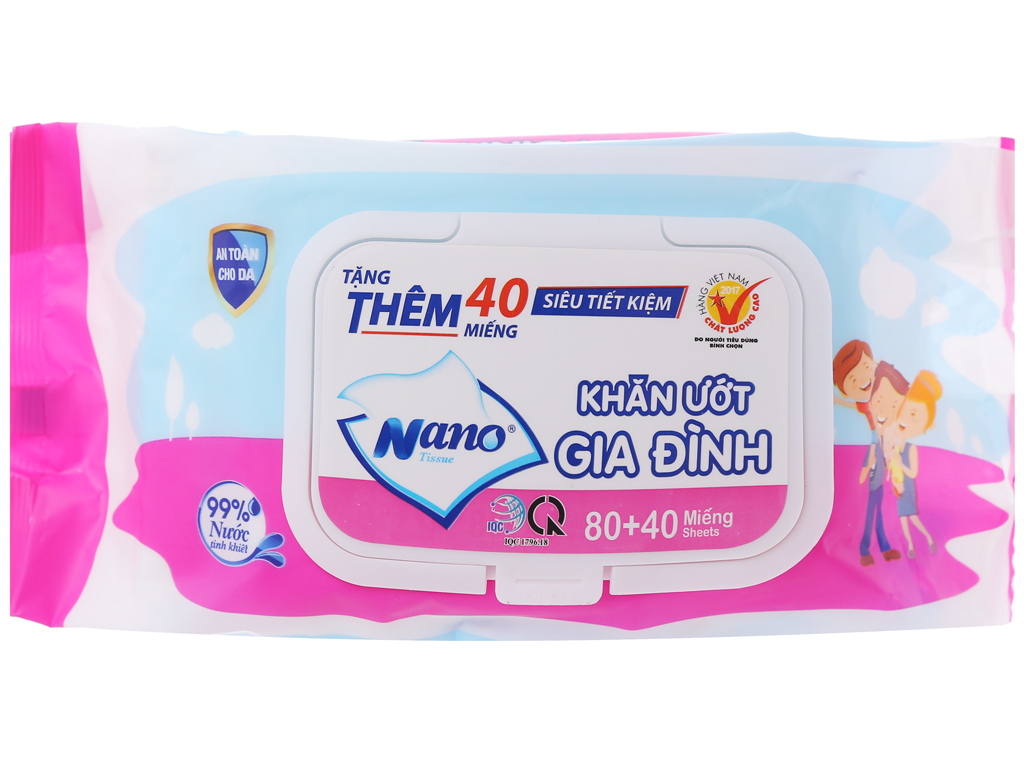 AN TOÀN
CHO DA
TẶNG
THÊM 40
MIẾNG
SIÊU TIẾT KIỆM
HÀNG VIỆT NAM
2017
CHẤT LƯỢNG CAO
DO NGƯỜI TIÊU DÙNG
BÌNH CHỌN
Nano®
Tissue
KHĂN ƯỚT
GIA ĐÌNH
99%
Nước
tinh khiết
IQC
IQC 1796.18
80+40 Miếng
Sheets